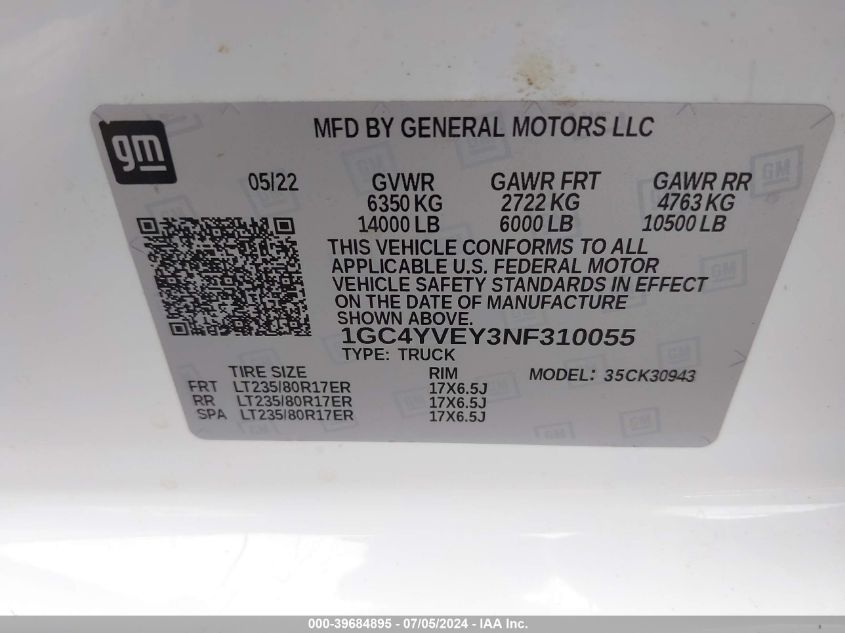 gm
MFD BY GENERAL MOTORS LLC
05/22 GVWR GAWR FRT GAWR RR
6350 KG 2722 KG 4763 KG
14000 LB 6000 LB 10500 LB
THIS VEHICLE CONFORMS TO ALL
APPLICABLE U.S. FEDERAL MOTOR
VEHICLE SAFETY STANDARDS IN EFFECT
ON THE DATE OF MANUFACTURE
SHOWN ABOVE.
1GC4YVEY3NF310055
TYPE: TRUCK
TIRE SIZE RIM MODEL: 35CK30943
FRT LT235/80R17ER 17X6.5J
RR LT235/80R17ER 17X6.5J
SPA LT235/80R17ER 17X6.5J
000-39684895 - 07/05/2024 - IAA Inc.